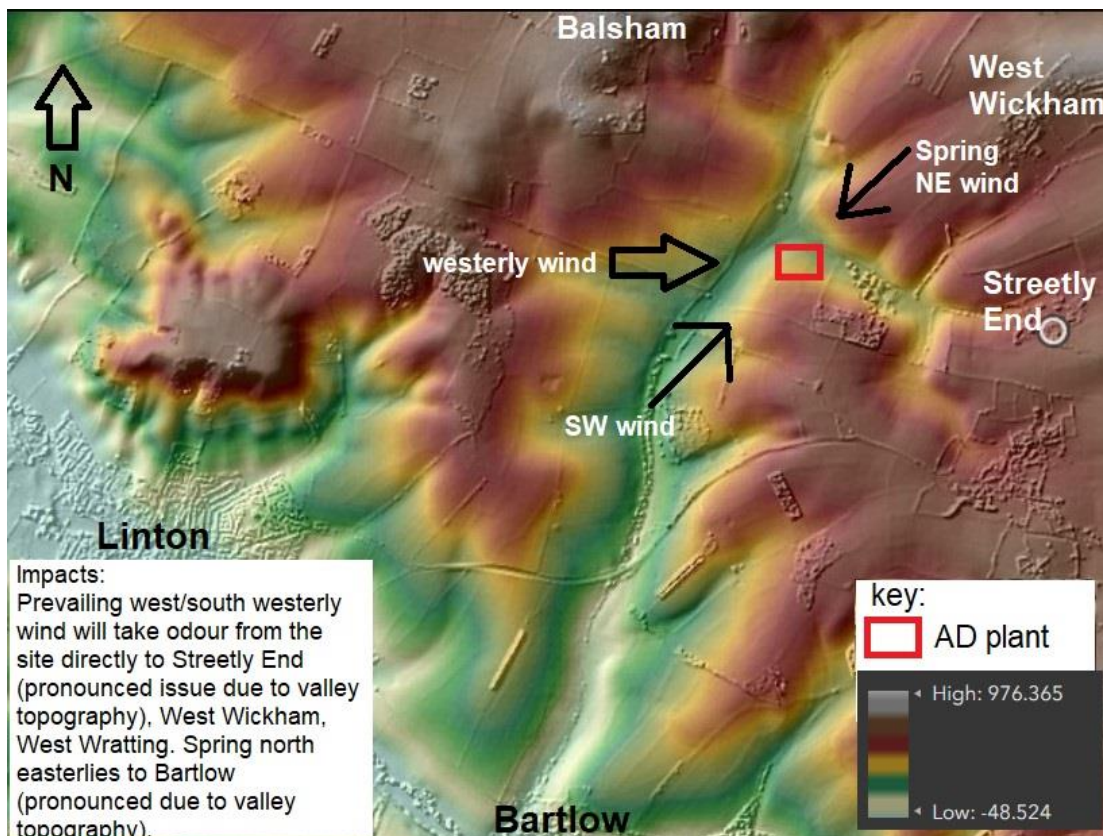 Balsham
West
Wickham
N
Spring
NE wind
westerly wind
Streetly
End
SW wind
Linton
Impacts:
Prevailing west/south westerly
wind will take odour from the
site directly to Streetly End
(pronounced issue due to valley
topography), West Wickham,
West Wratting. Spring north
easterlies to Bartlow
(pronounced due to valley
topography).
key:
AD plant
High: 976.365
Low: -48.524
Bartlow